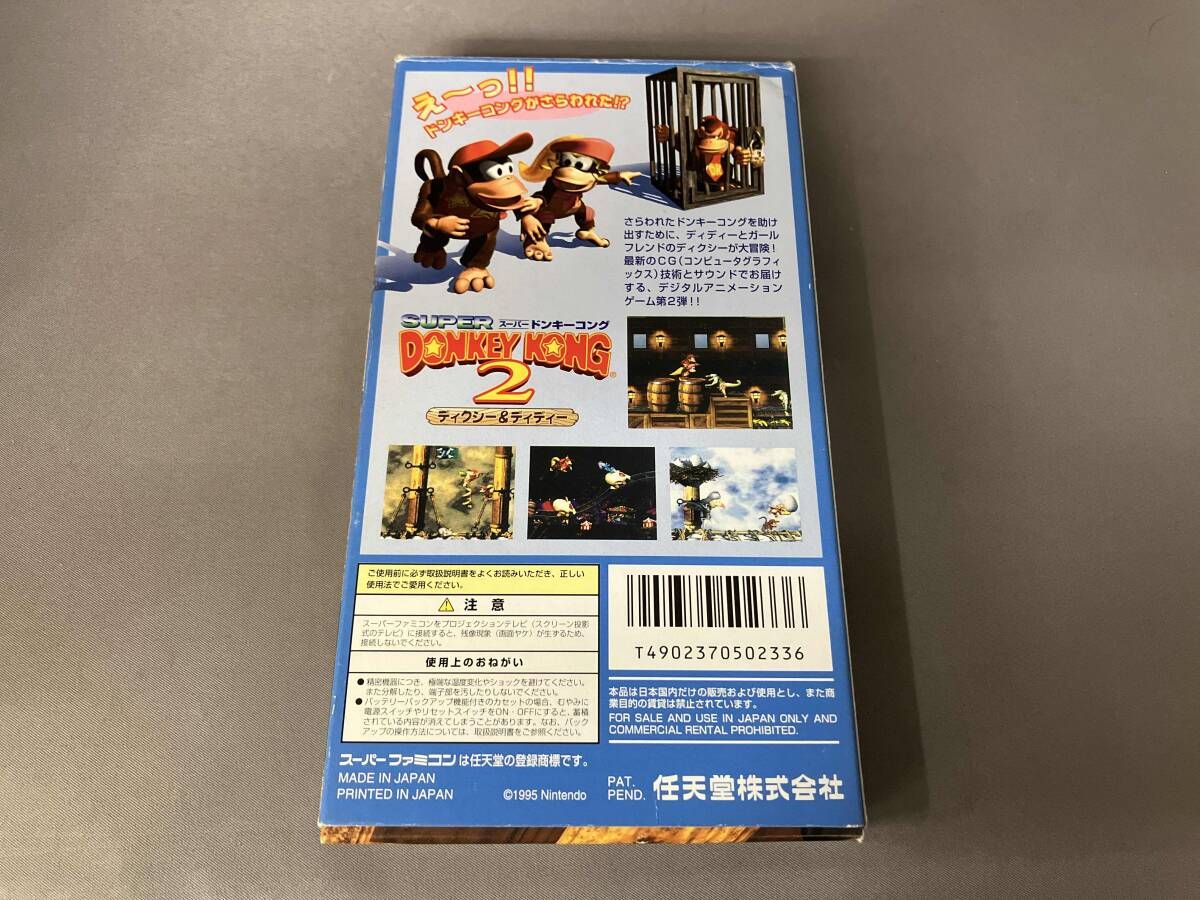 え〜っ!!
ドンキーコングがさらわれた!?
さらわれたドンキーコングを助け
出すために、ディディーとガール
フレンドのディクシーが大冒険!
最新のCG(コンピュータグラフィ
ックス)技術とサウンドでお届け
する、デジタルアニメーション
ゲーム第2弾!!
SUPER スーパードンキーコング
DONKEY KONG
2
ディクシー&ディディー
ご使用前に必ず取扱説明書をよくお読みいただき、正しい
使用法でご愛用ください。
注意
スーパーファミコンをプロジェクションテレビ(スクリーン投影
式のテレビ)に接続すると、残像現象(画面ヤケ)が生ずるため、
接続しないでください。
使用上のおねがい
●精密機器につき、極端な温度変化やショックを避けてください。
また分解したり、端子部を汚したりしないでください。
●バッテリーバックアップ機能付きのカセットの場合、むやみに
電源スイッチやリセットスイッチをON・OFFにすると、蓄積
されている内容が消えてしまうことがあります。なお、バック
アップの操作方法については、取扱説明書をご参照ください。
T4902370502336
本品は日本国内だけの販売および使用とし、また商
業目的の賃貸は禁止されています。
FOR SALE AND USE IN JAPAN ONLY AND
COMMERCIAL RENTAL PROHIBITED.
スーパーファミコンは任天堂の登録商標です。
MADE IN JAPAN
PRINTED IN JAPAN
©1995 Nintendo
PAT.
PEND.
任天堂株式会社